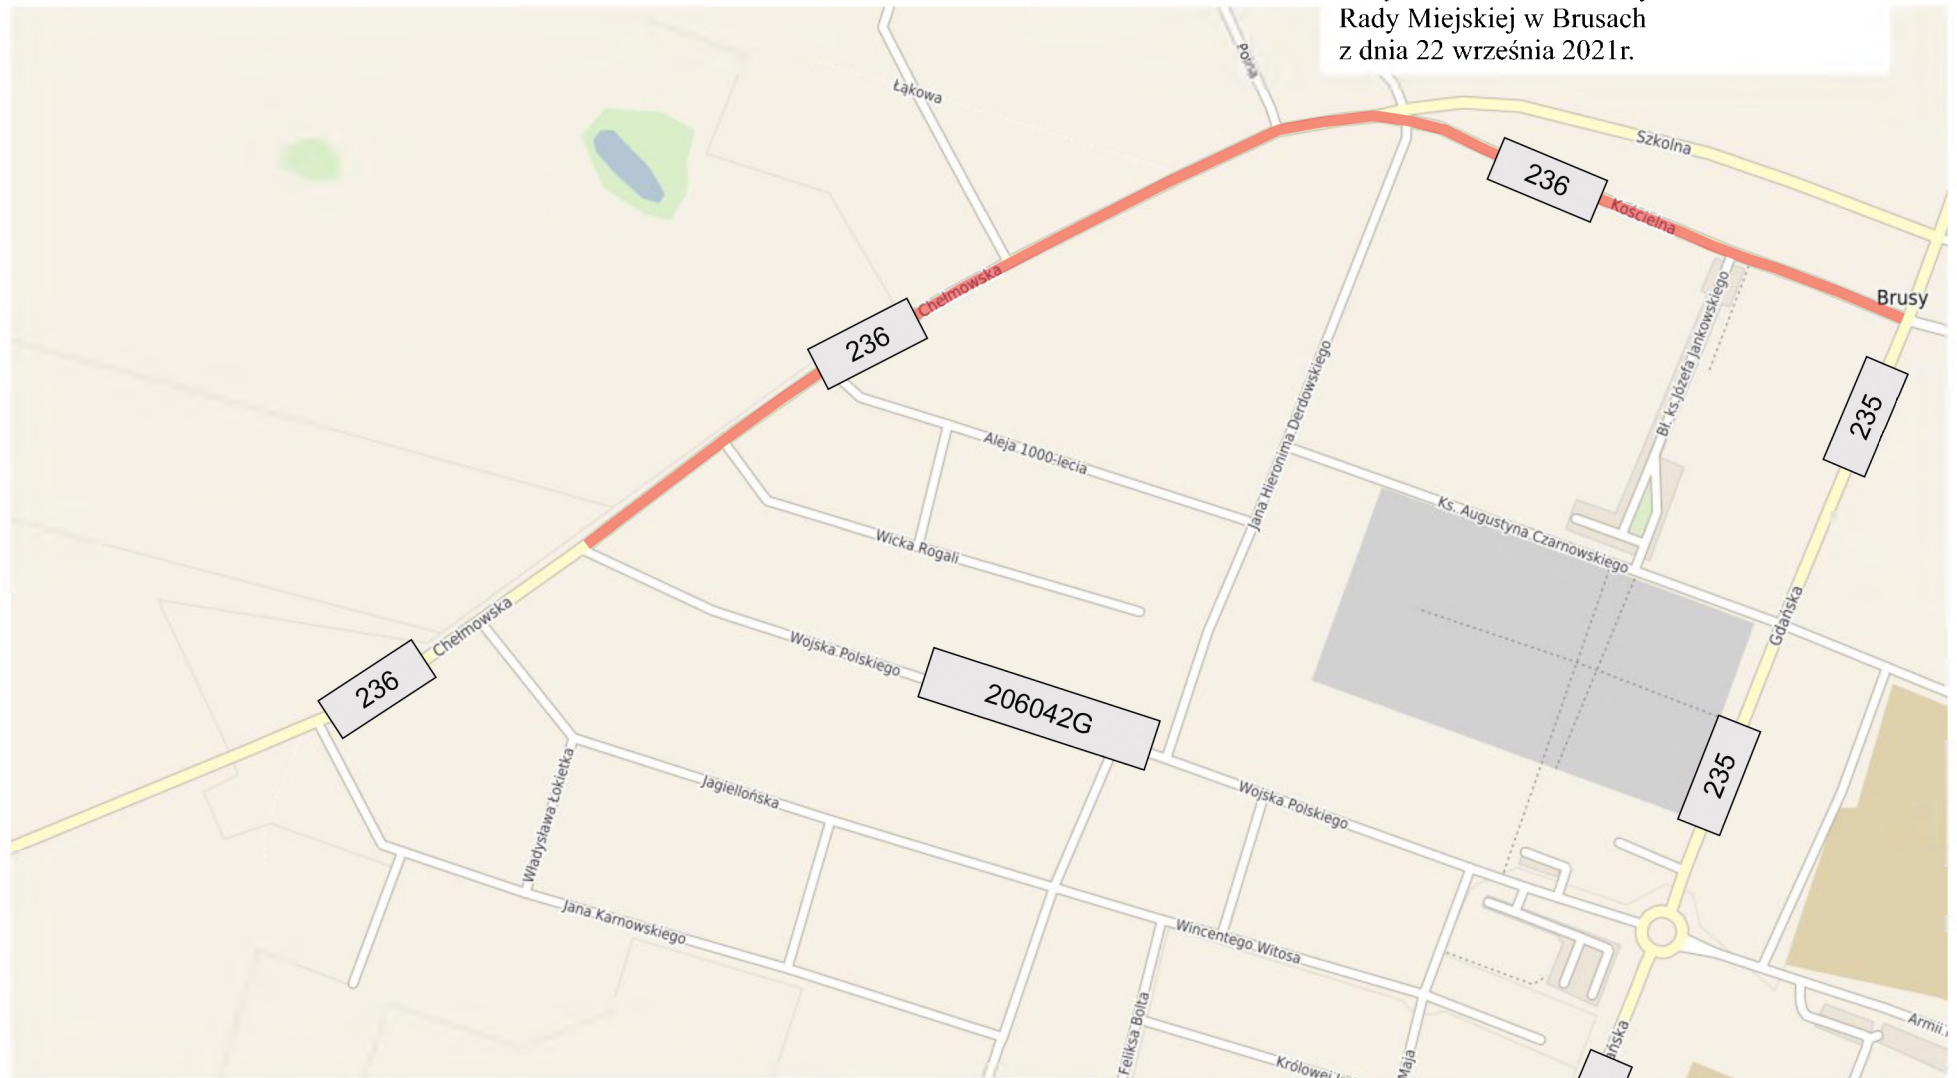 Rady Miejskiej w Brusach
z dnia 22 września 2021r.
Polna
Łąkowa
Szkolna
236
Kościelna
Chełmowska
Brusy
236
Bł. ks.Józefa Jankowskiego
235
Jana Hieronima Derdowskiego
Aleja 1000-lecia
Ks. Augustyna Czarnowskiego
Wicka Rogali
Gdańska
Chełmowska
Wojska Polskiego
236
206042G
235
Jagiellońska
Wojska Polskiego
Władysława Łokietka
Jana Karnowskiego
Wincentego Witosa
Feliksa Bolta
Armii
Maja